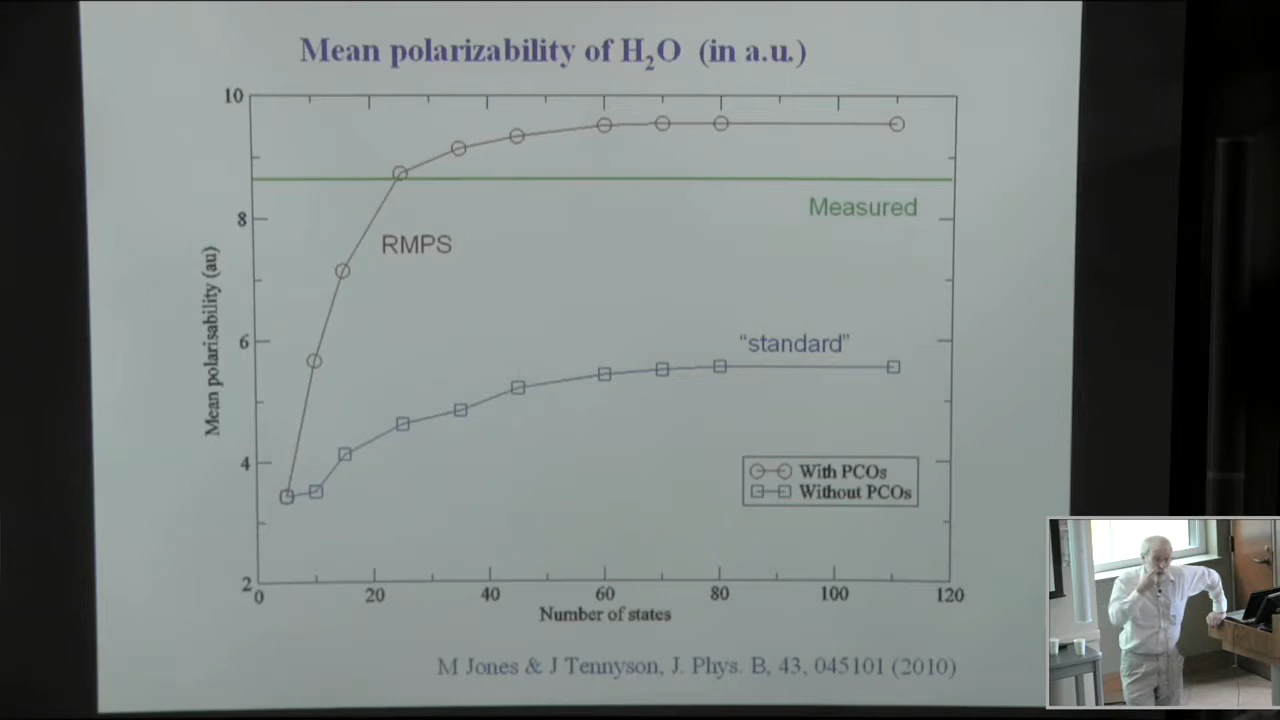 Mean polarizability of H₂O (in a.u.)
10
8
6
4
2
Mean polarisability (au)
RMPS
Measured
"standard"
With PCOs
Without PCOs
0 20 40 60 80 100 120
Number of states
M Jones & J Tennyson, J. Phys. B, 43, 045101 (2010)